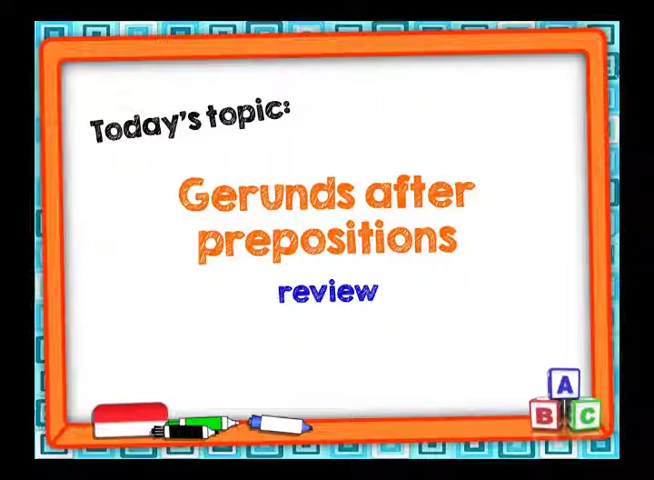 Today's topic:
Gerunds after
prepositions
review
A
B C